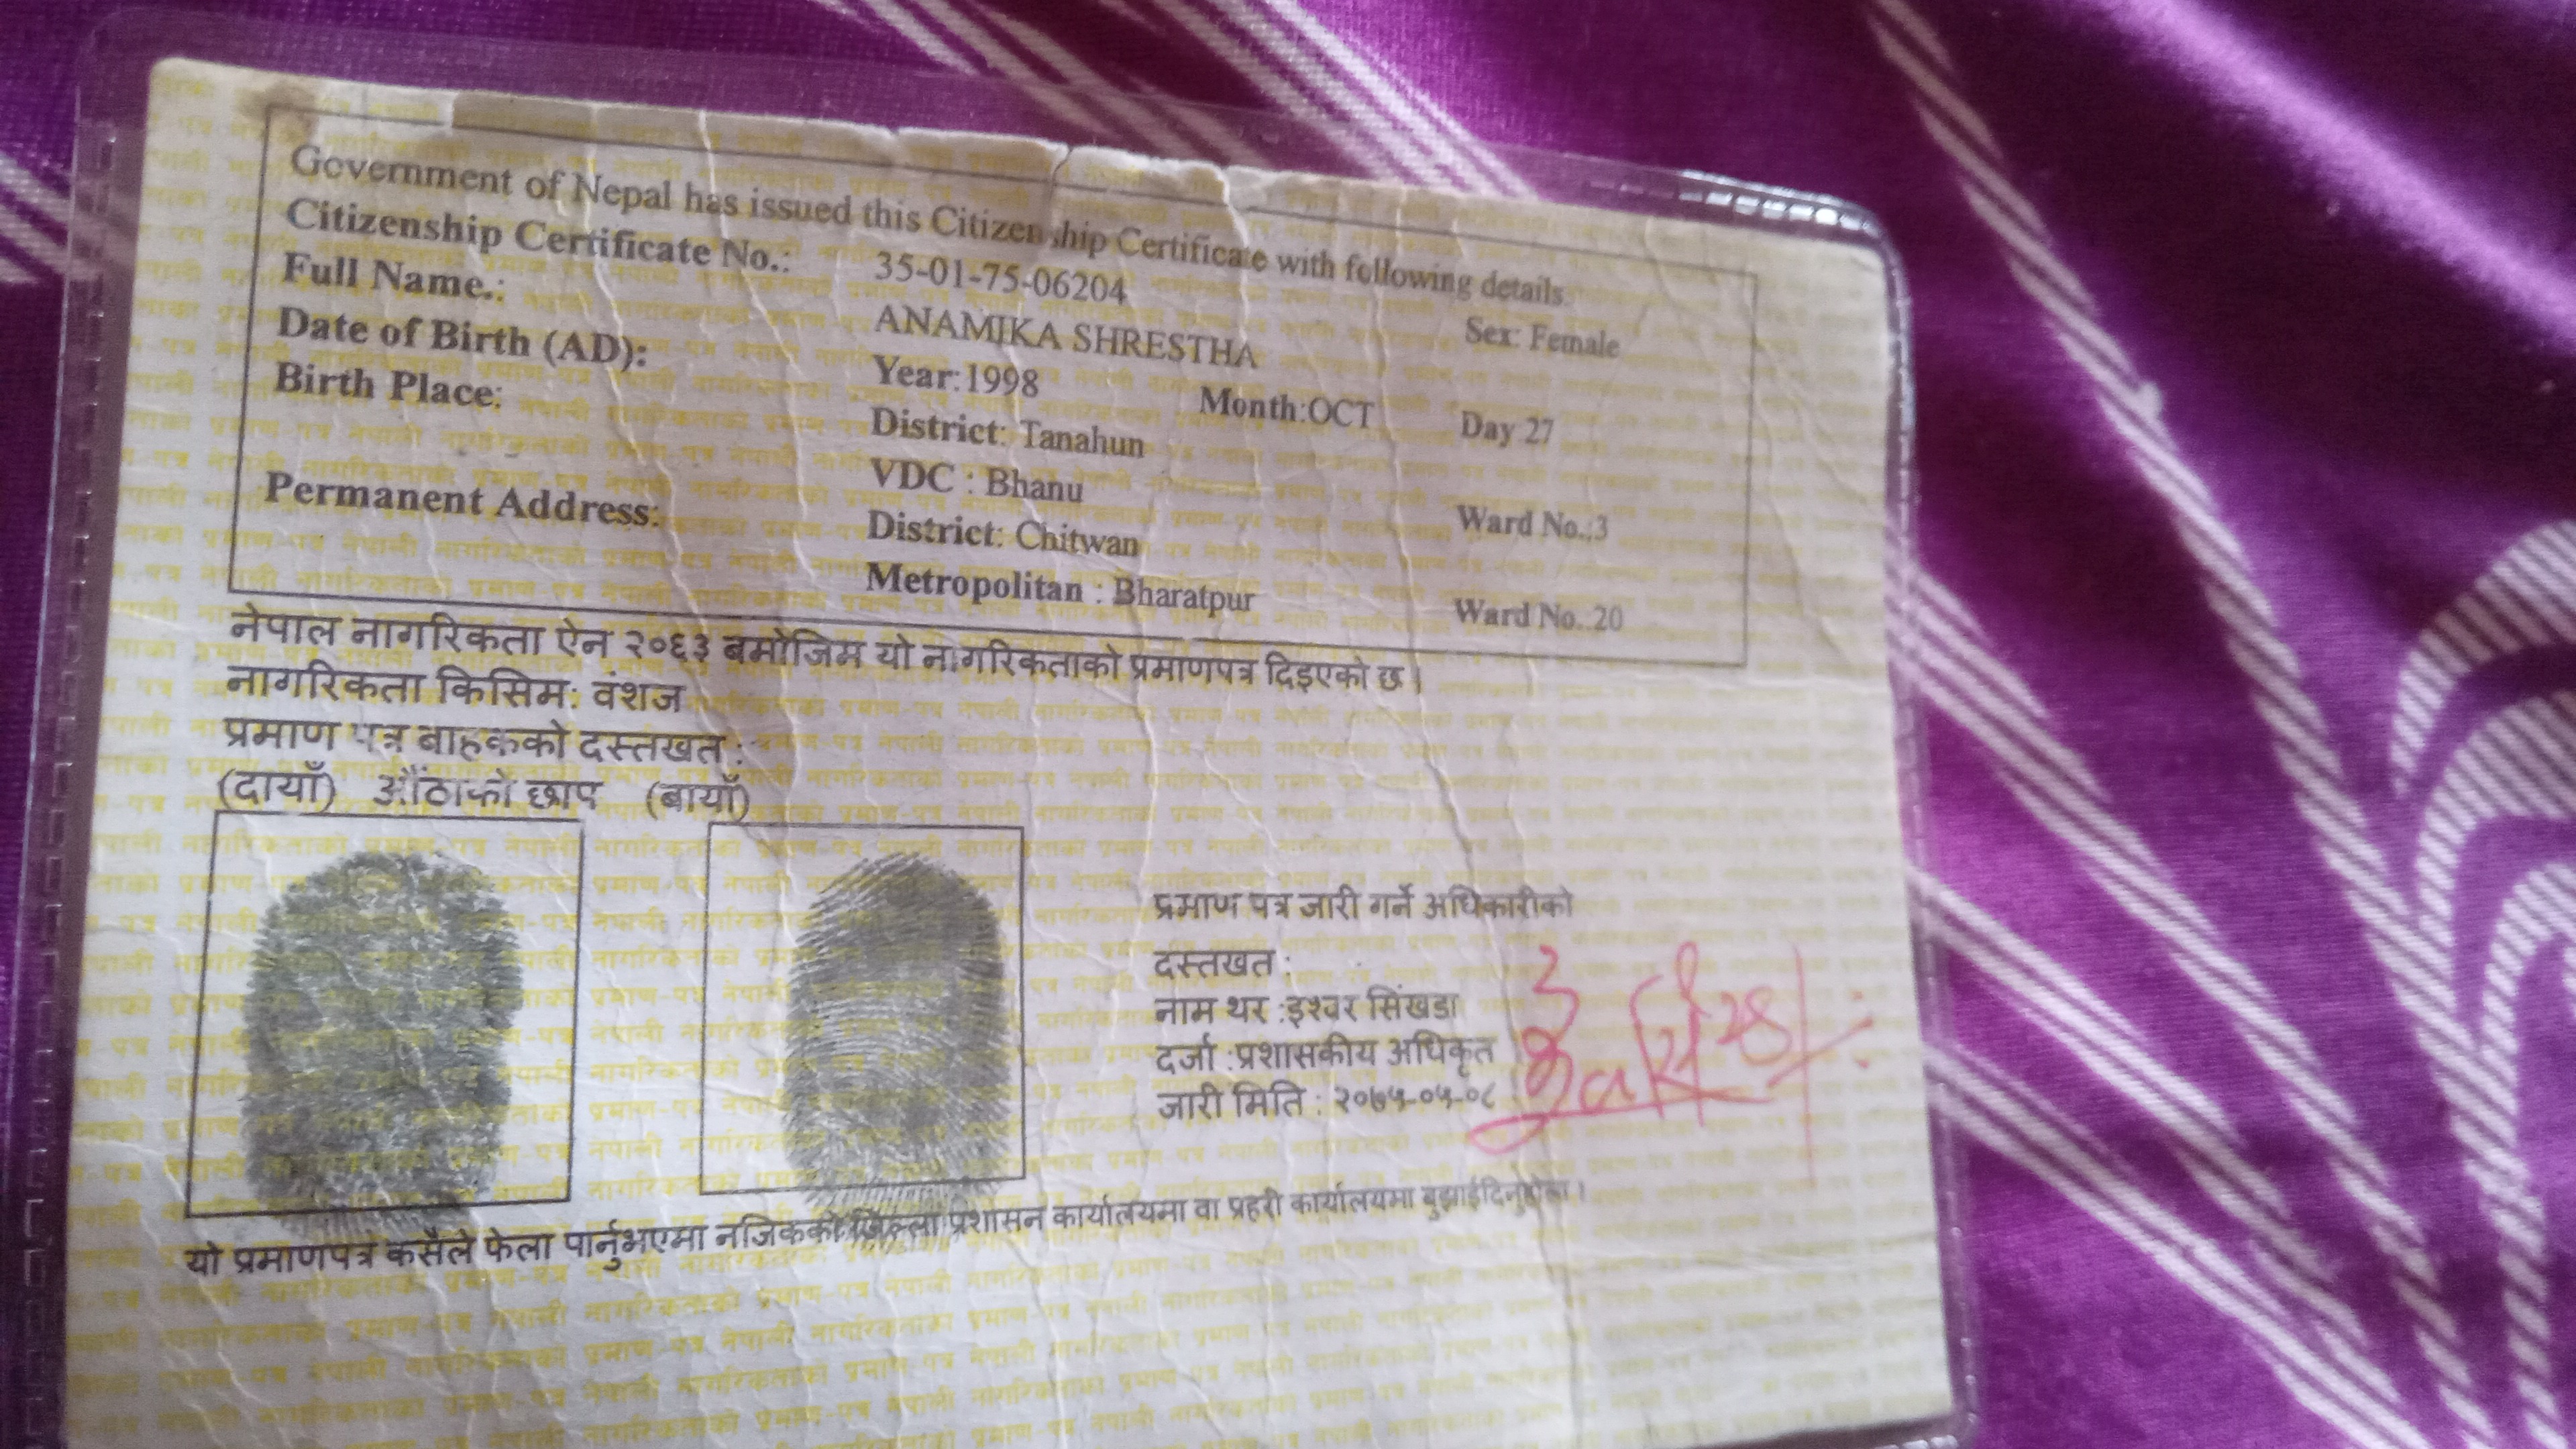 Government of Nepal has issued this Citizenship Certificate with following details
Citizenship Certificate No.: 35-01-75-06204 Sex: Female
Full Name.: ANAMIKA SHRESTHA
Date of Birth (AD): Year:1998 Month:OCT Day 27
Birth Place: District: Tanahun
VDC : Bhanu Ward No.:3
Permanent Address: District: Chitwan
Metropolitan : Bharatpur Ward No. 20
नेपाल नागरिकता ऐन २०६३ बमोजिम यो नागरिकताको प्रमाणपत्र दिइएको छ।
नागरिकता किसिम: वंशज
प्रमाण पत्र वाहकको दस्तखत :
(दायाँ) औंठाको छाप (बायाँ)
प्रमाण पत्र जारी गर्ने अधिकारीको
दस्तखत :
नाम थर :इश्वर सिंखडा
दर्जा :प्रशासकीय अधिकृत
जारी मिति : २०७५-०५-०८
यो प्रमाणपत्र कसैले फेला पार्नुभएमा नजिकको जिल्ला प्रशासन कार्यालयमा वा प्रहरी कार्यालयमा बुझाईदिनुहोला।